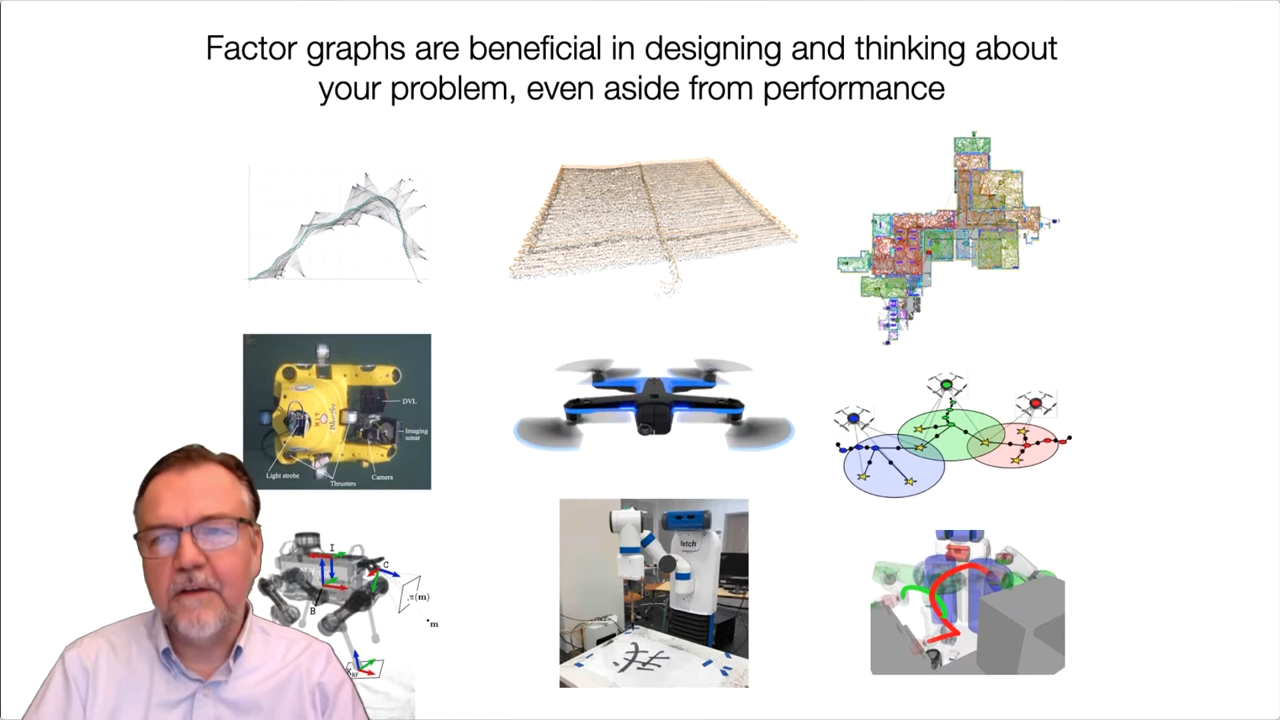 Factor graphs are beneficial in designing and thinking about
your problem, even aside from performance
DVL
Imaging
sonar
Light strobe
Thrusters
Camera
I
C
B
π(m)
m
fetch